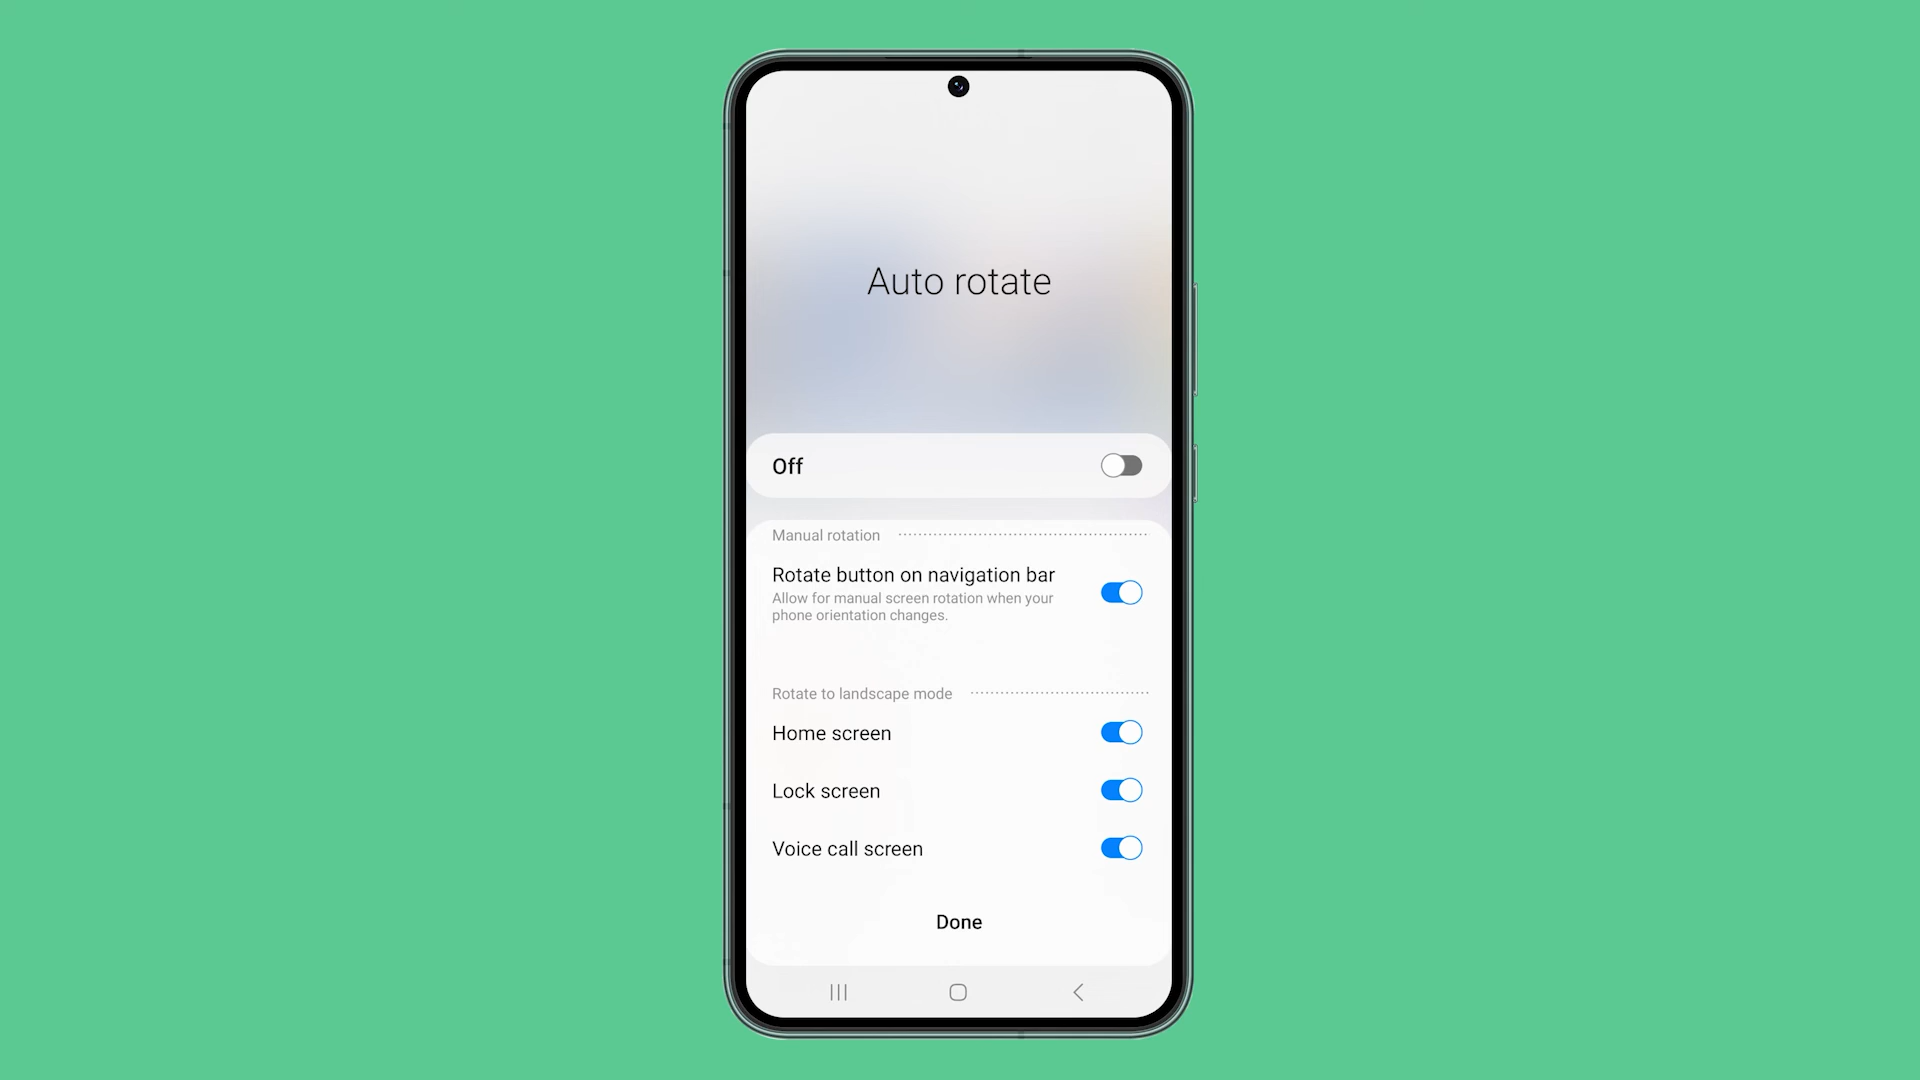 Auto rotate
Off
Manual rotation
Rotate button on navigation bar
Allow for manual screen rotation when your
phone orientation changes.
Rotate to landscape mode
Home screen
Lock screen
Voice call screen
Done